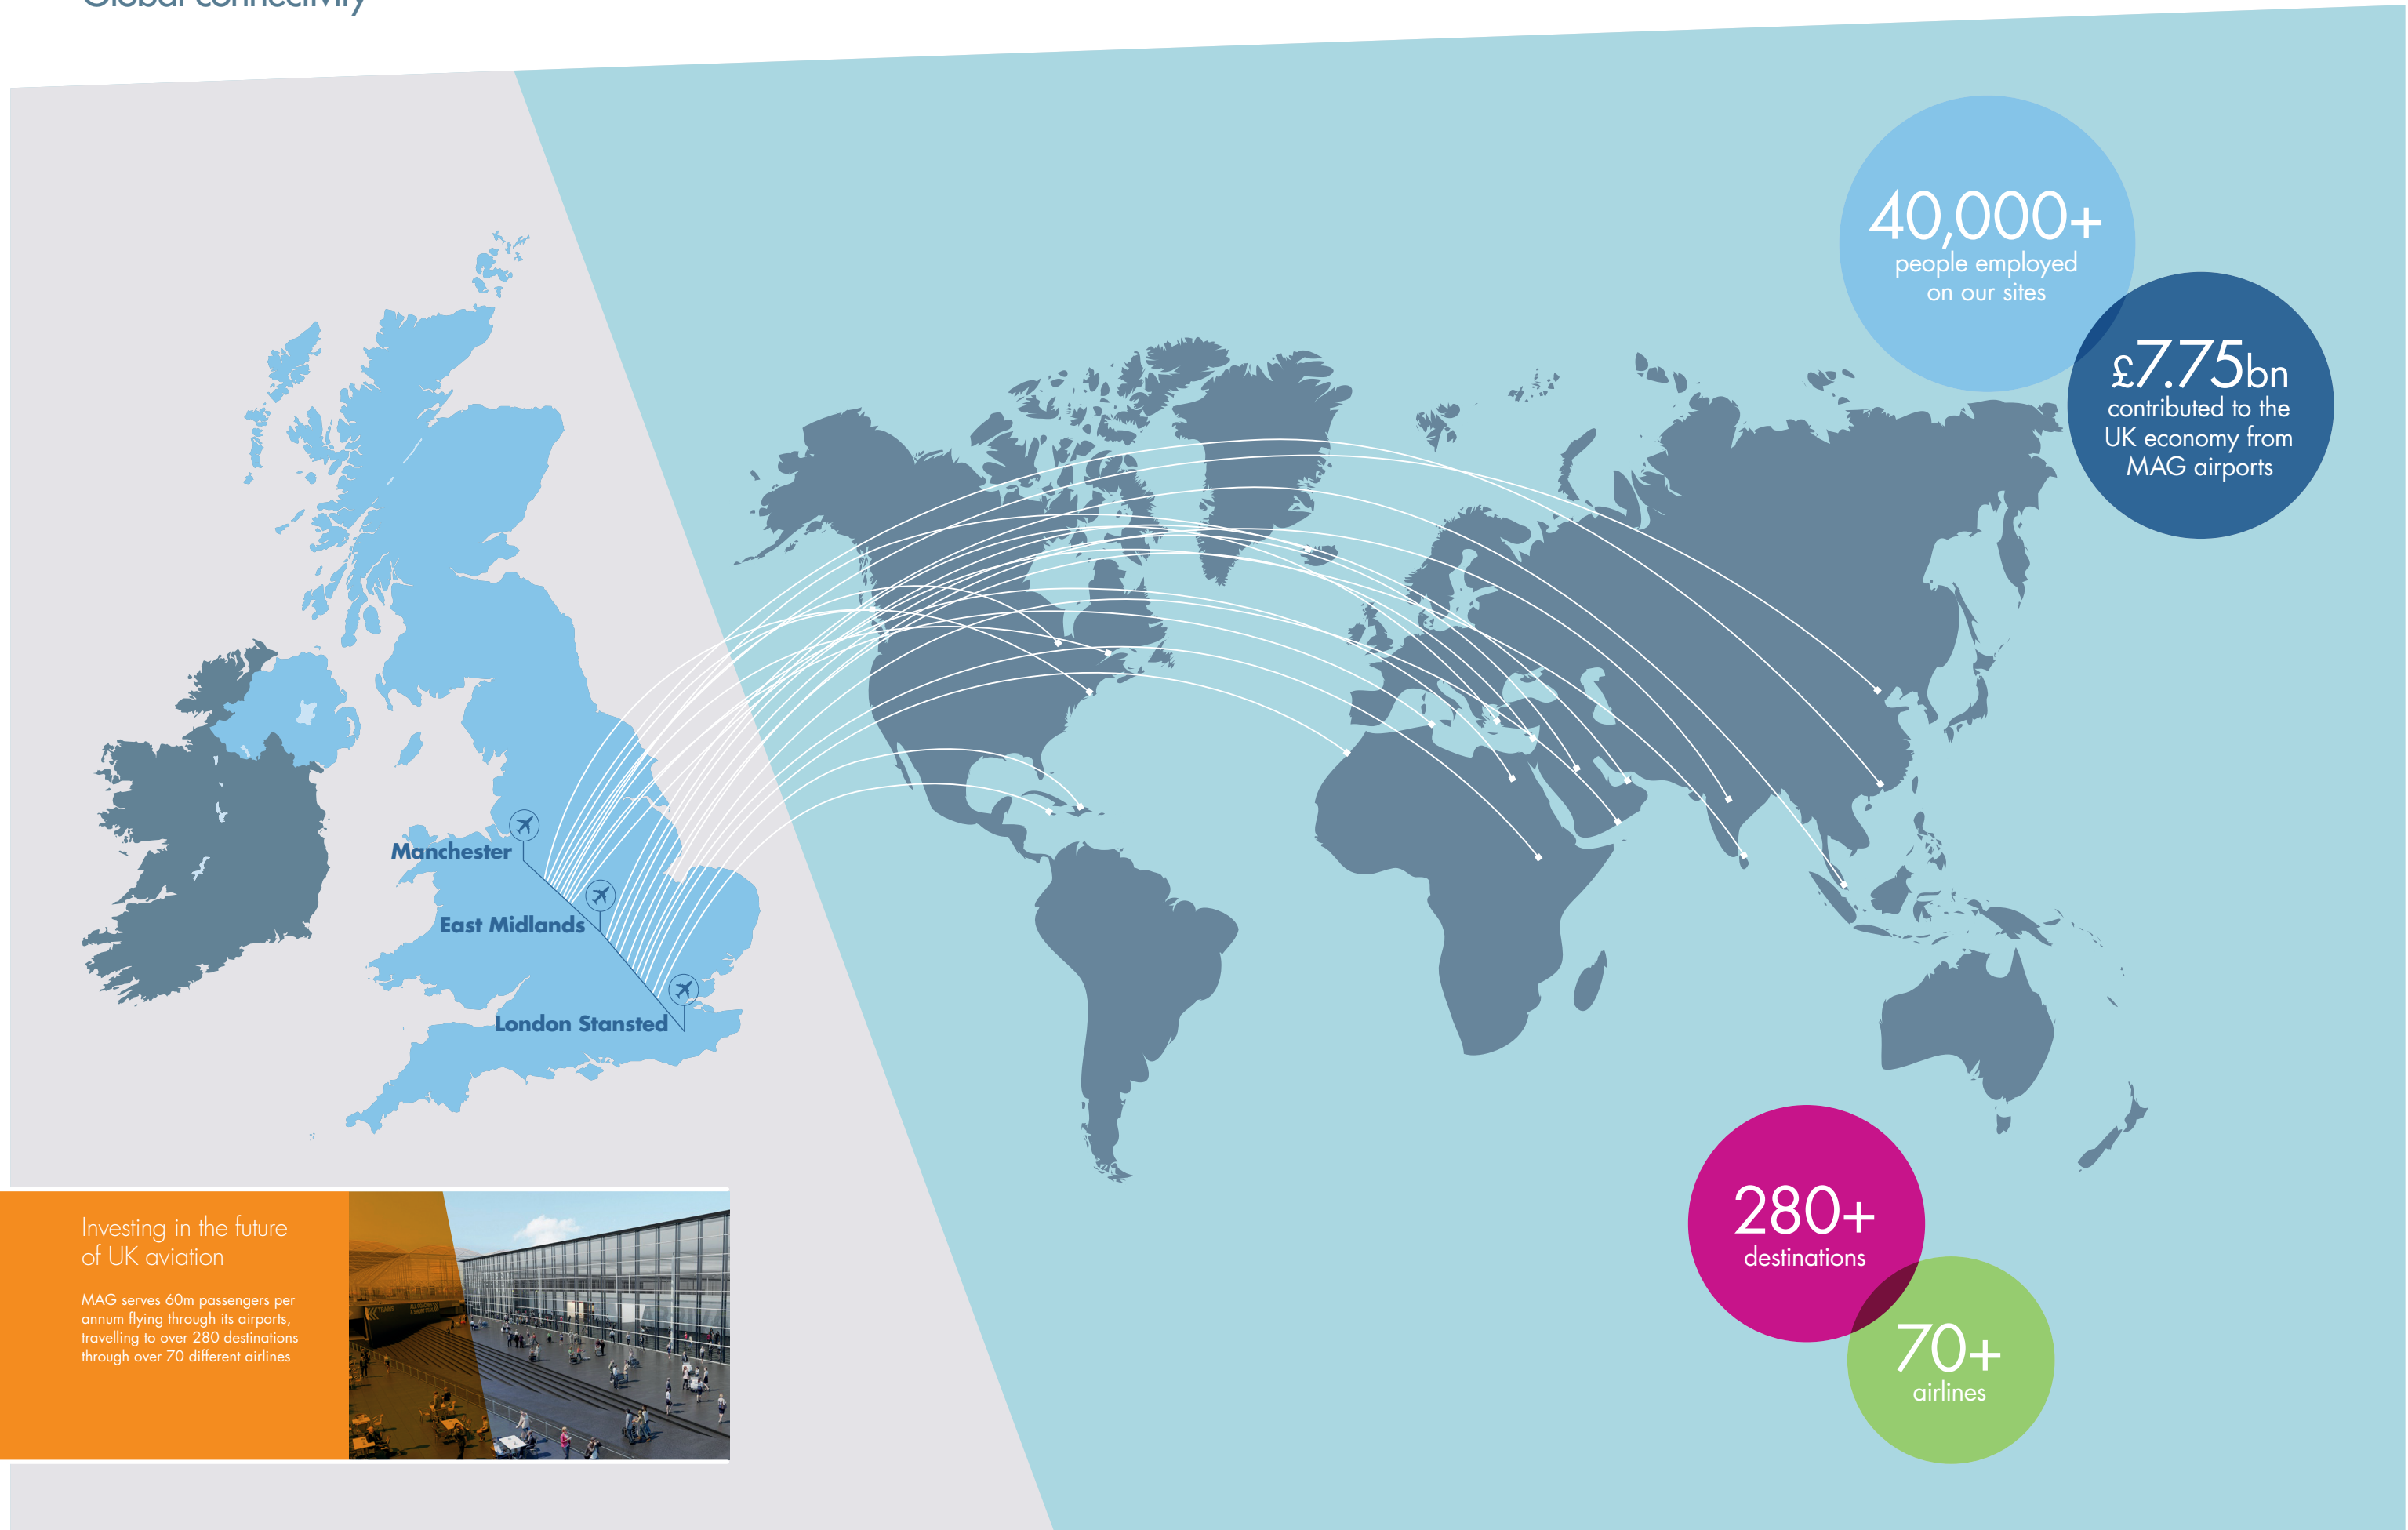 Global connectivity
40,000+
people employed
on our sites
£7.75bn
contributed to the
UK economy from
MAG airports
Manchester
East Midlands
London Stansted
280+
destinations
70+
airlines
Investing in the future
of UK aviation
MAG serves 60m passengers per
annum flying through its airports,
travelling to over 280 destinations
through over 70 different airlines